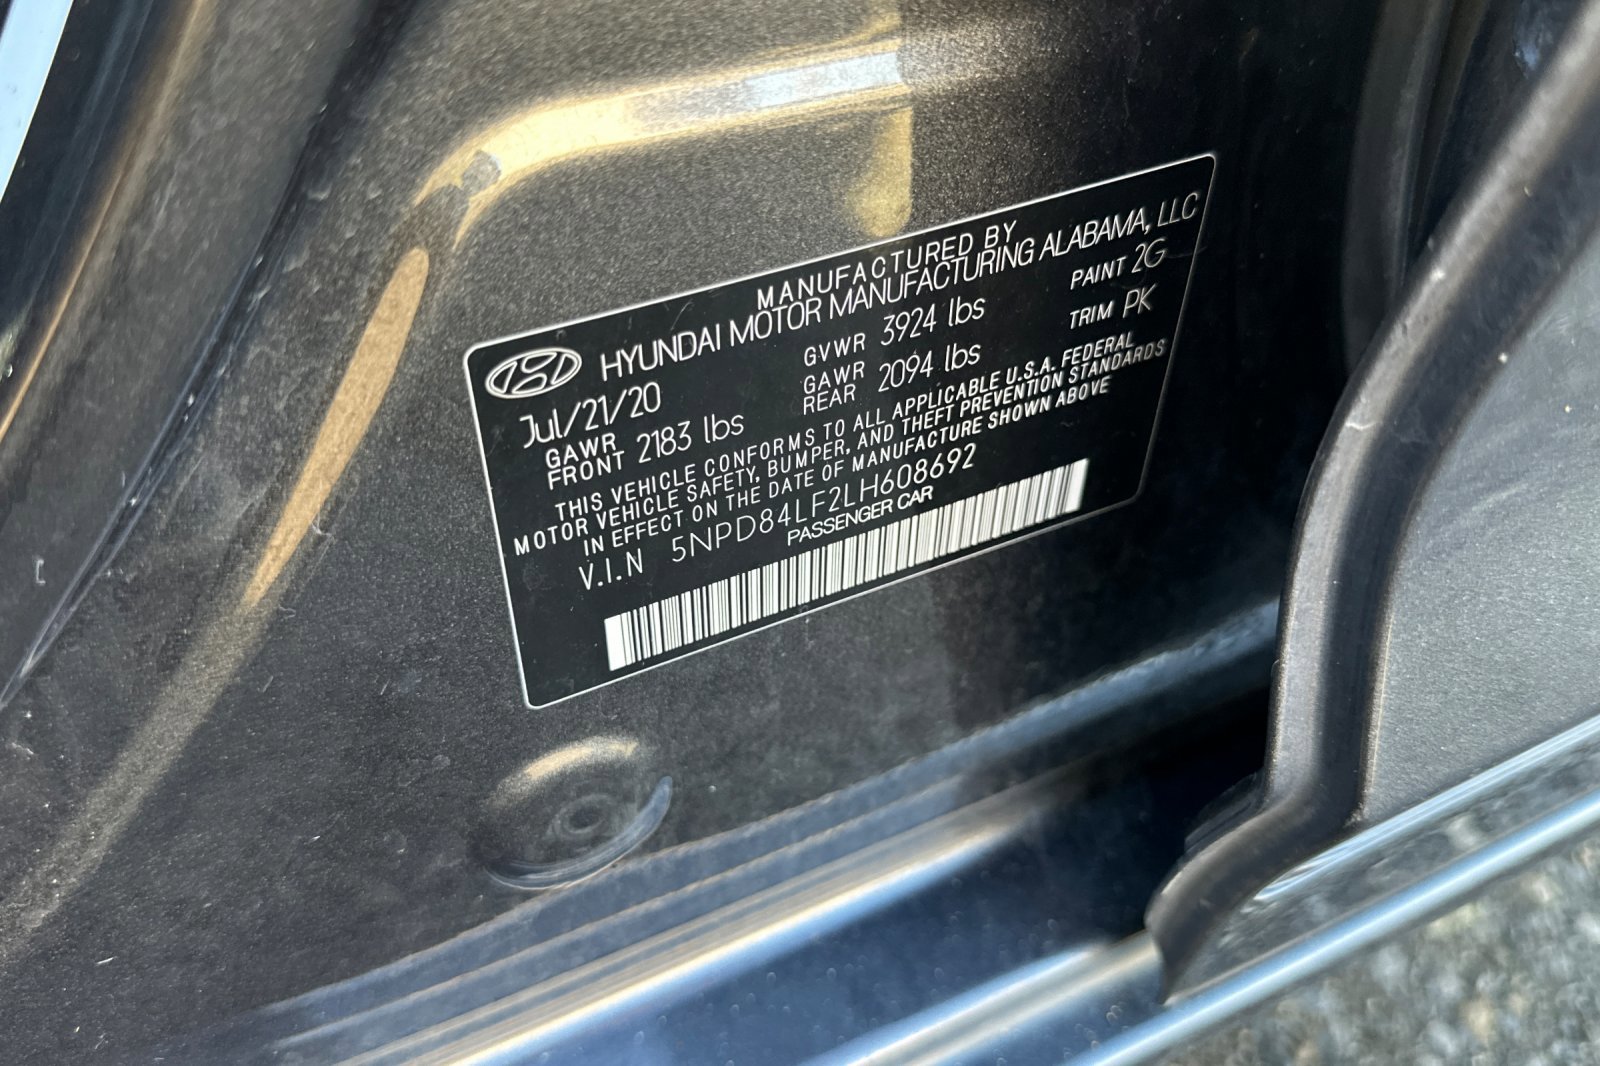 MANUFACTURED BY
HYUNDAI MOTOR MANUFACTURING ALABAMA, LLC
Jul/21/20 GVWR 3924 lbs PAINT 2G
GAWR FRONT 2183 lbs GAWR REAR 2094 lbs TRIM PK
THIS VEHICLE CONFORMS TO ALL APPLICABLE U.S.A. FEDERAL
MOTOR VEHICLE SAFETY, BUMPER, AND THEFT PREVENTION STANDARDS
IN EFFECT ON THE DATE OF MANUFACTURE SHOWN ABOVE
V.I.N 5NPD84LF2LH608692
PASSENGER CAR